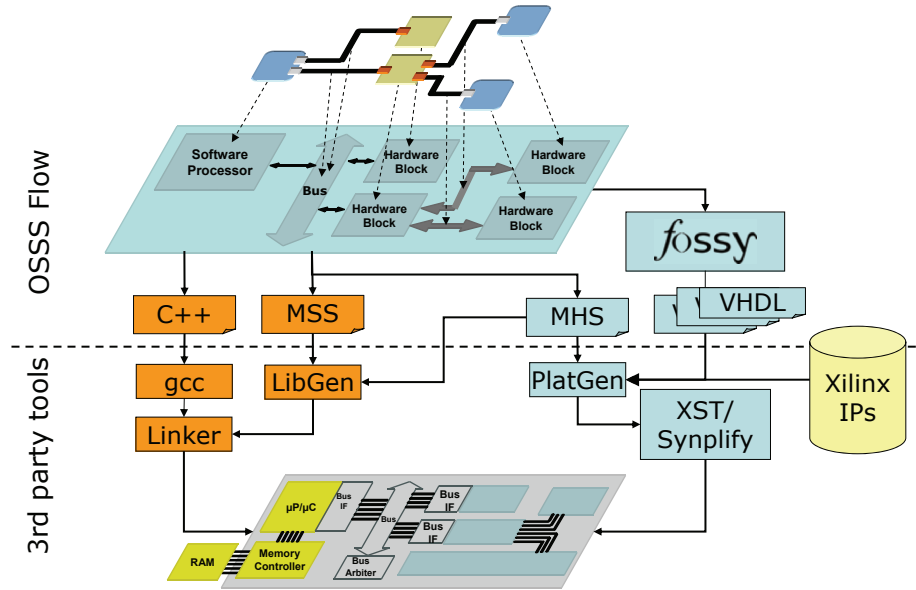 OSSS Flow
Software
Processor
Bus
Hardware
Block
Hardware
Block
Hardware
Block
Hardware
Block
fossy
C++
MSS
MHS
V
V
VHDL
3rd party tools
gcc
LibGen
PlatGen
Xilinx
IPs
Linker
XST/
Synplify
µP/µC
Bus
IF
Bus
Bus
IF
Bus
IF
RAM
Memory
Controller
Bus
Arbiter